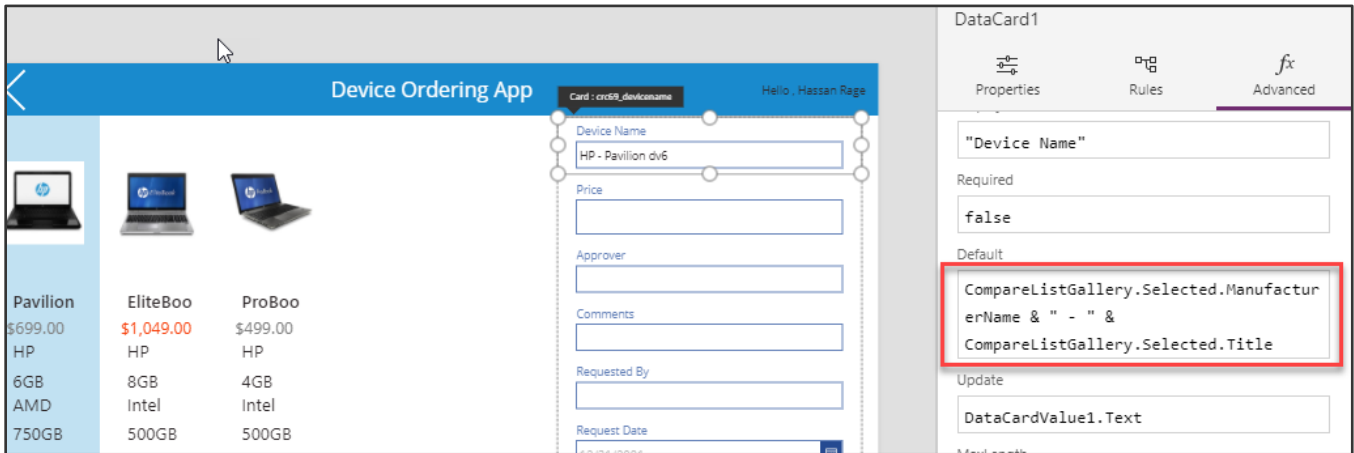 DataCard1
Properties
Rules
Advanced
"Device Name"
Required
false
Default
CompareListGallery.Selected.Manufactur
erName & " - " &
CompareListGallery.Selected.Title
Update
DataCardValue1.Text
Device Ordering App
Hello , Hassan Rage
Card : crc69_devicename
Device Name
HP - Pavilion dv6
Price
Approver
Comments
Requested By
Request Date
Pavilion EliteBoo ProBoo
$699.00 $1,049.00 $499.00
HP HP HP
6GB 8GB 4GB
AMD Intel Intel
750GB 500GB 500GB